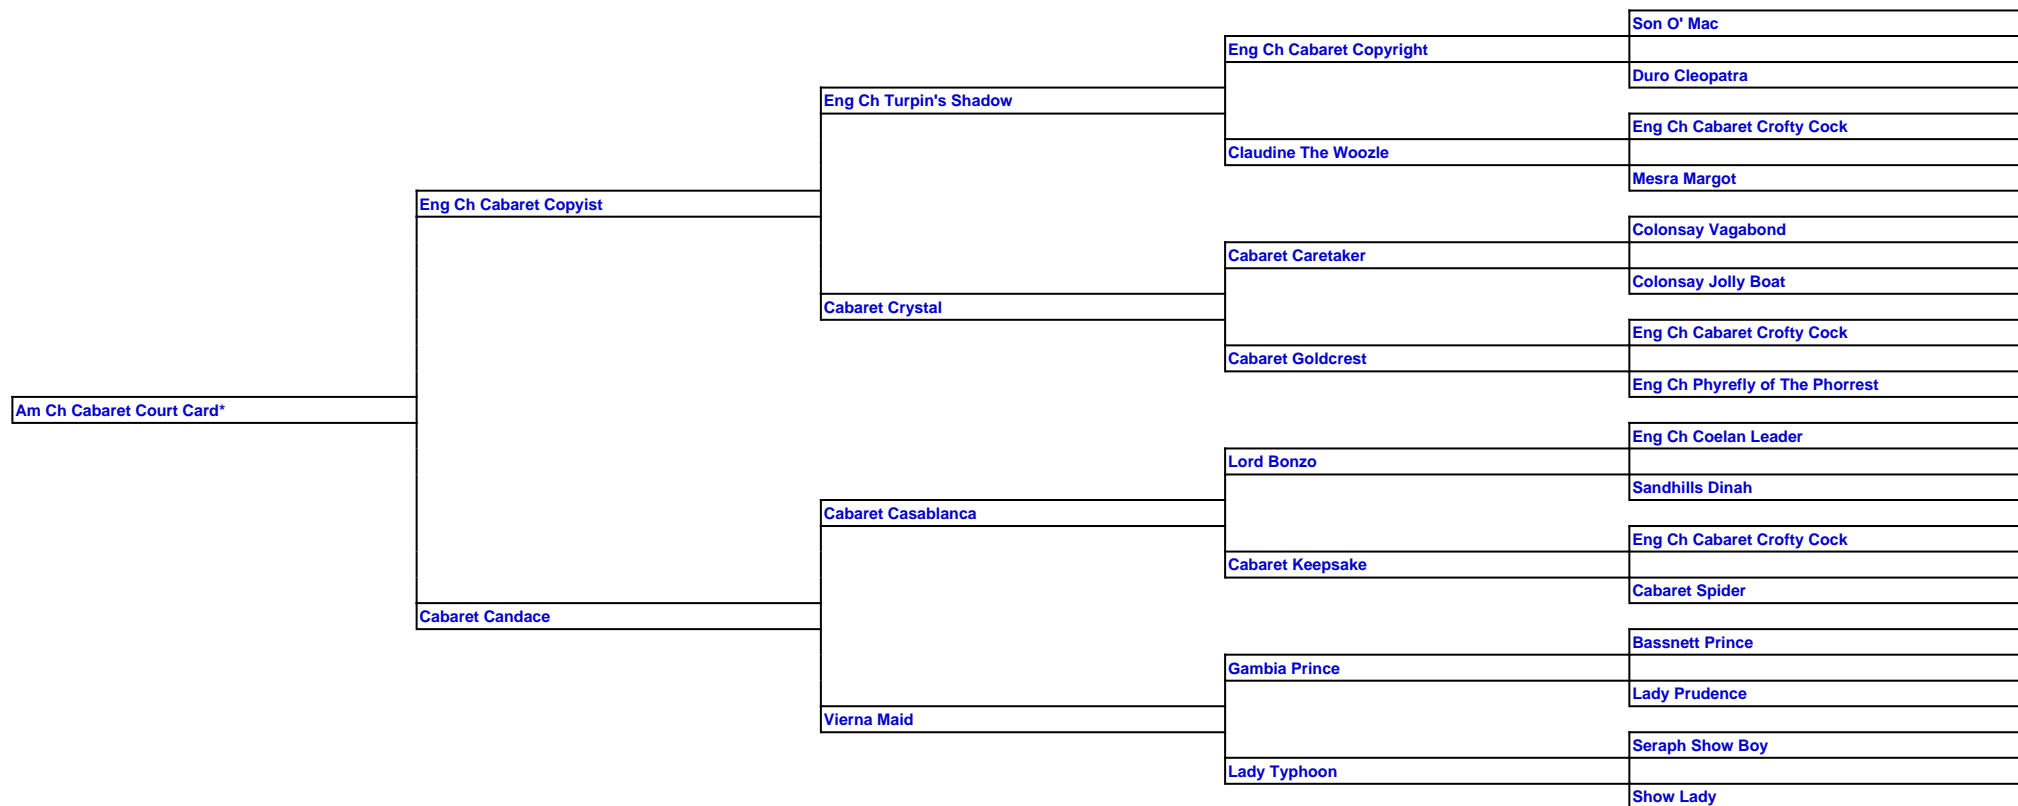 Son O' Mac
Eng Ch Cabaret Copyright
Duro Cleopatra
Eng Ch Turpin's Shadow
Eng Ch Cabaret Crofty Cock
Claudine The Woozle
Mesra Margot
Eng Ch Cabaret Copyist
Colonsay Vagabond
Cabaret Caretaker
Colonsay Jolly Boat
Cabaret Crystal
Eng Ch Cabaret Crofty Cock
Cabaret Goldcrest
Eng Ch Phyrefly of The Phorrest
Am Ch Cabaret Court Card*
Eng Ch Coelan Leader
Lord Bonzo
Sandhills Dinah
Cabaret Casablanca
Eng Ch Cabaret Crofty Cock
Cabaret Keepsake
Cabaret Spider
Cabaret Candace
Bassnett Prince
Gambia Prince
Lady Prudence
Vierna Maid
Seraph Show Boy
Lady Typhoon
Show Lady